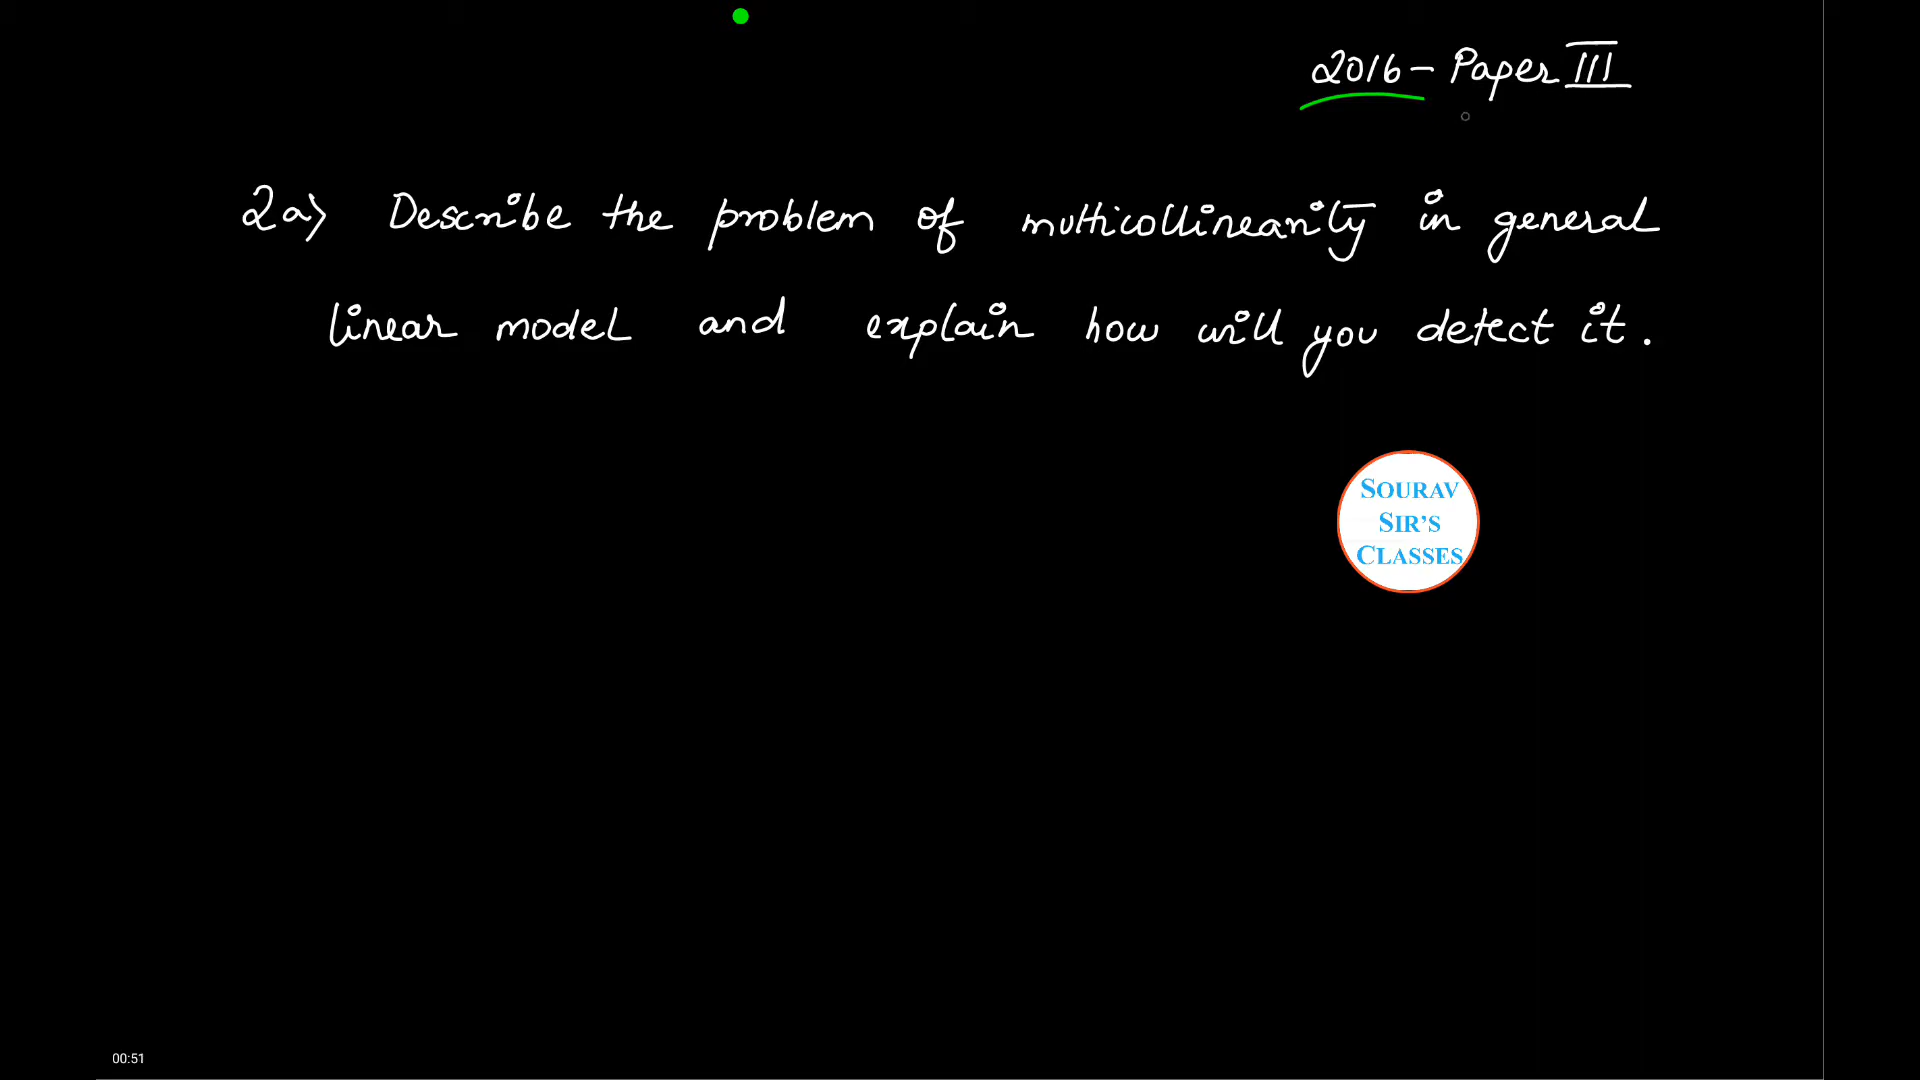 2016 - Paper III
2a) Describe the problem of multicollinearity in general
linear model and explain how will you detect it.
SOURAV
SIR'S
CLASSES
00:51